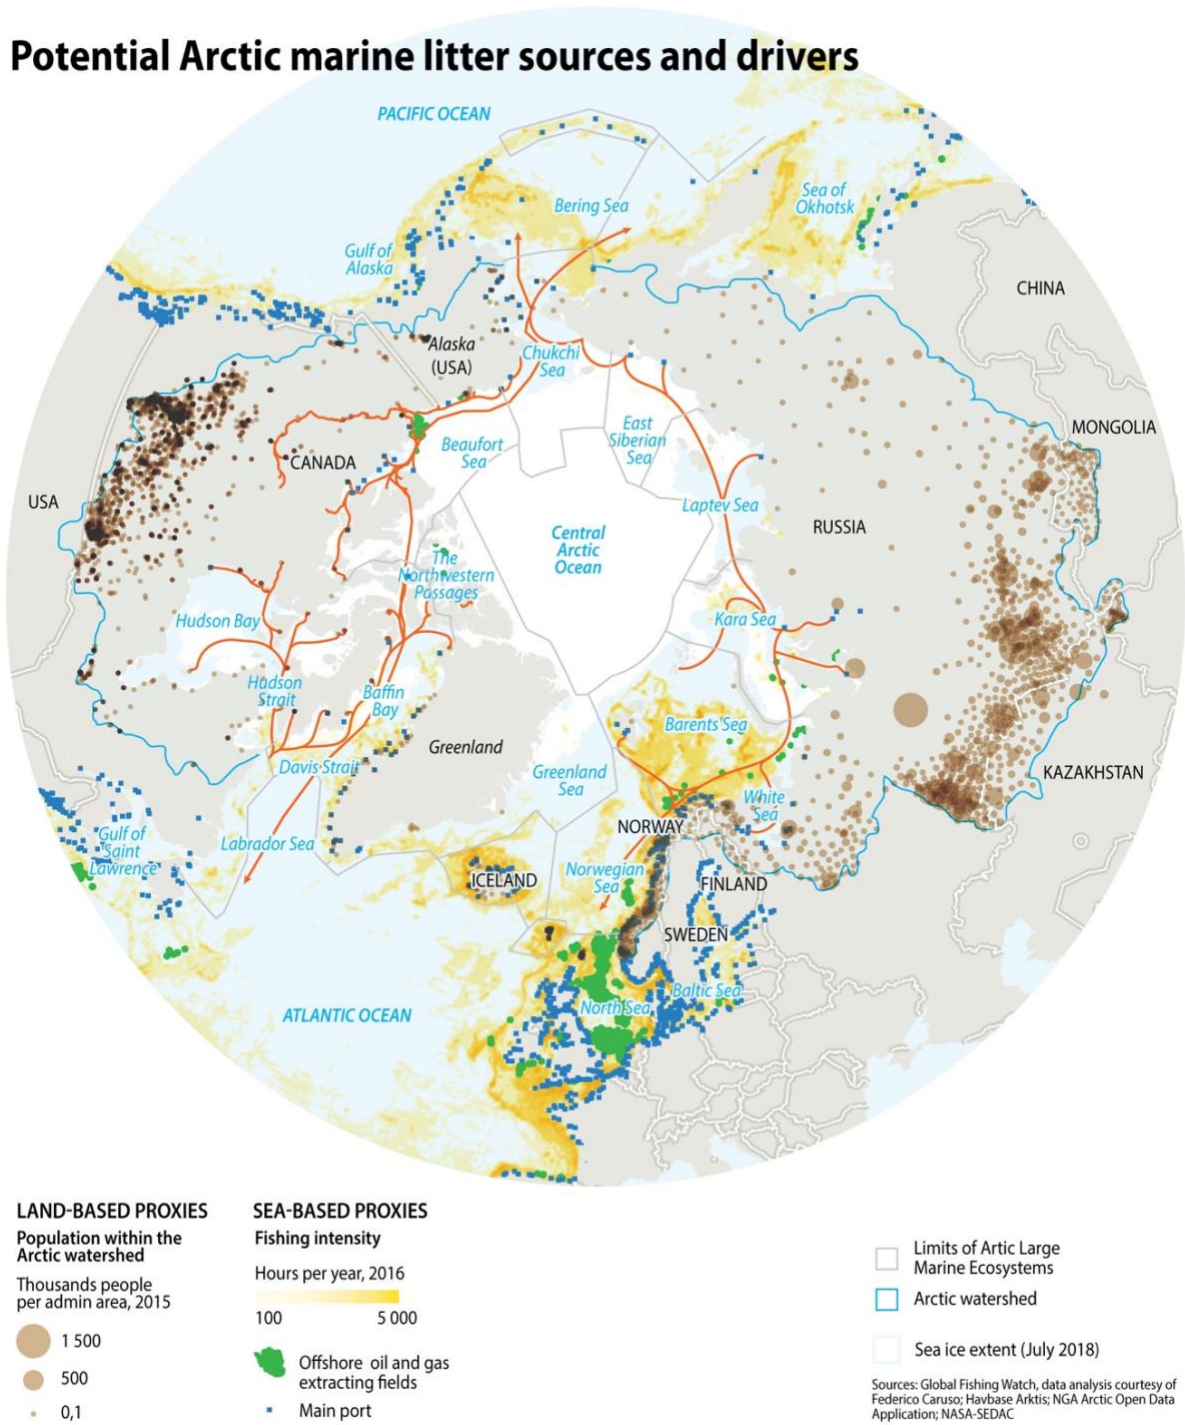 Potential Arctic marine litter sources and drivers
PACIFIC OCEAN
Bering Sea
Sea of
Okhotsk
Gulf of
Alaska
CHINA
Alaska
(USA)
Chukchi
Sea
MONGOLIA
East
Siberian
Sea
Beaufort
Sea
CANADA
USA
Laptev Sea
RUSSIA
Central
Arctic
Ocean
The
Northwestern
Passages
Hudson Bay
Kara Sea
Hudson
Strait
Baffin
Bay
Barents Sea
Greenland
Davis Strait
Greenland
Sea
KAZAKHSTAN
White
Sea
NORWAY
Gulf of
Saint
Lawrence
Labrador Sea
ICELAND
Norwegian
Sea
FINLAND
SWEDEN
Baltic Sea
North Sea
ATLANTIC OCEAN
LAND-BASED PROXIES
Population within the
Arctic watershed
Thousands people
per admin area, 2015
1 500
500
0,1
SEA-BASED PROXIES
Fishing intensity
Hours per year, 2016
100 5 000
Offshore oil and gas
extracting fields
Main port
Limits of Artic Large
Marine Ecosystems
Arctic watershed
Sea ice extent (July 2018)
Sources: Global Fishing Watch, data analysis courtesy of
Federico Caruso; Havbase Arktis; NGA Arctic Open Data
Application; NASA-SEDAC